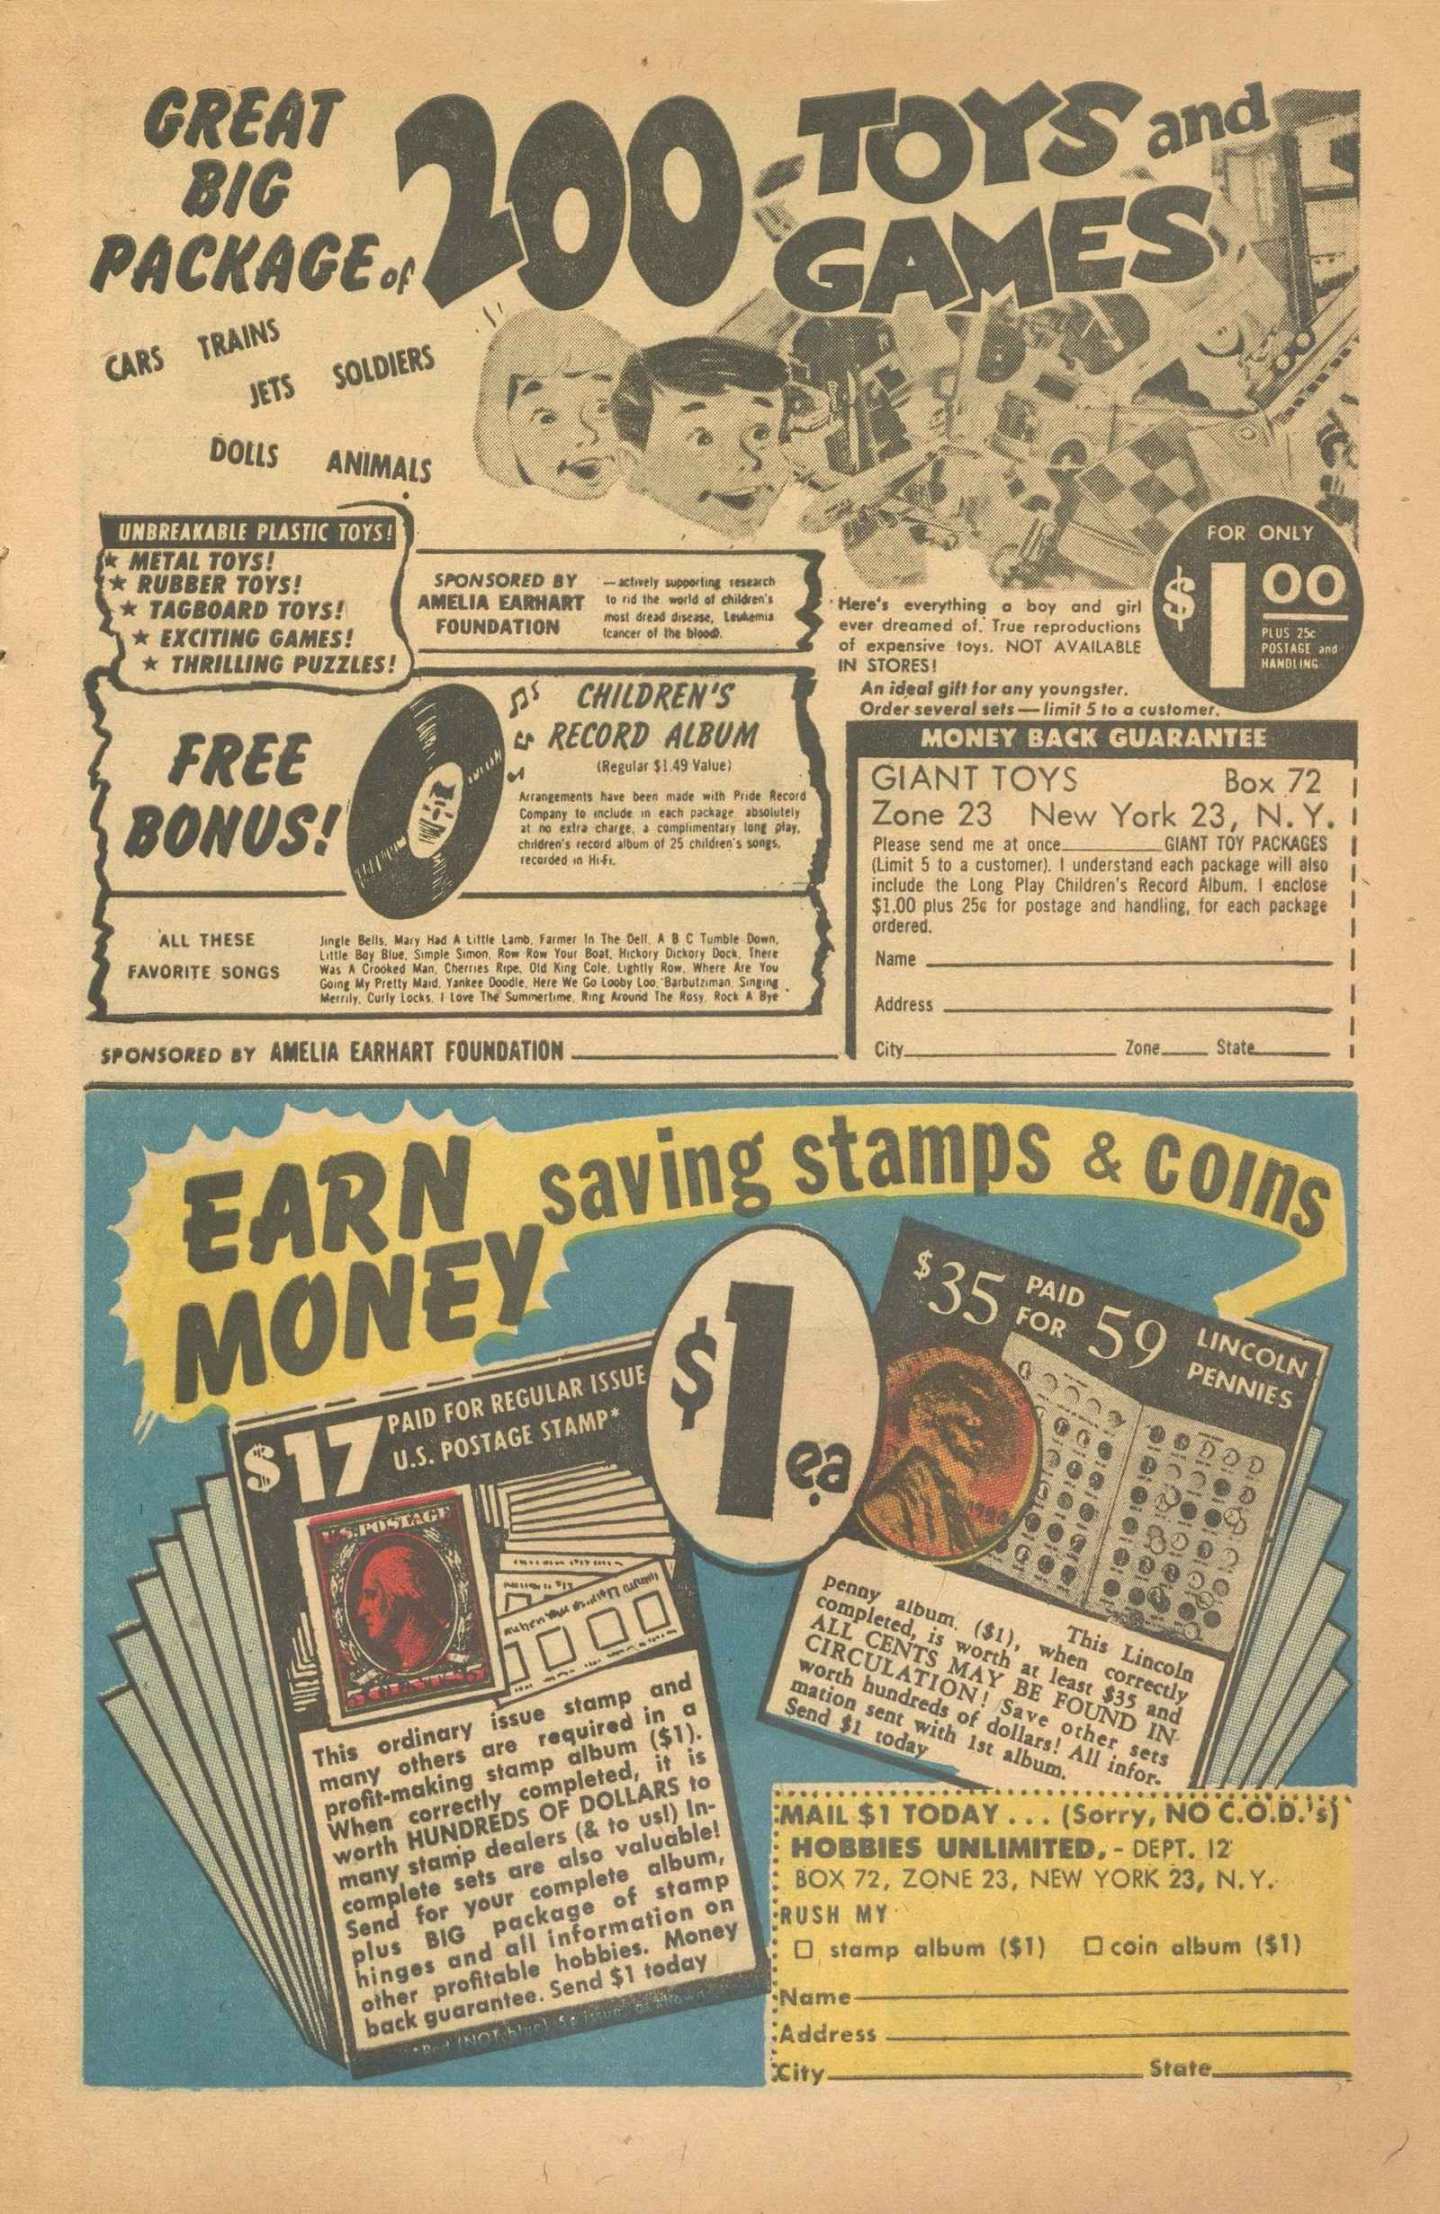 GREAT
BIG
PACKAGE of
200 TOYS and
GAMES
CARS TRAINS
JETS SOLDIERS
DOLLS ANIMALS
UNBREAKABLE PLASTIC TOYS!
★ METAL TOYS!
★ RUBBER TOYS!
★ TAGBOARD TOYS!
★ EXCITING GAMES!
★ THRILLING PUZZLES!
SPONSORED BY
AMELIA EARHART
FOUNDATION
—actively supporting research
to rid the world of children's
most dread disease, Leukemia
(cancer of the blood).
FOR ONLY
$1.00
PLUS 25c
POSTAGE and
HANDLING
Here's everything a boy and girl
ever dreamed of. True reproductions
of expensive toys. NOT AVAILABLE
IN STORES!
An ideal gift for any youngster.
Order several sets — limit 5 to a customer.
FREE
BONUS!
CHILDREN'S
RECORD ALBUM
(Regular $1.49 Value)
Arrangements have been made with Pride Record
Company to include in each package, absolutely
at no extra charge, a complimentary long play,
children's record album of 25 children's songs,
recorded in Hi-Fi.
ALL THESE
FAVORITE SONGS
Jingle Bells, Mary Had A Little Lamb, Farmer In The Dell, A B C Tumble Down,
Little Boy Blue, Simple Simon, Row Row Your Boat, Hickory Dickory Dock, There
Was A Crooked Man, Cherries Ripe, Old King Cole, Lightly Row, Where Are You
Going My Pretty Maid, Yankee Doodle, Here We Go Looby Loo, Barbutziman, Singing
Merrily, Curly Locks, I Love The Summertime, Ring Around The Rosy, Rock A Bye
SPONSORED BY AMELIA EARHART FOUNDATION
MONEY BACK GUARANTEE
GIANT TOYS Box 72
Zone 23 New York 23, N.Y.
Please send me at once GIANT TOY PACKAGES
(Limit 5 to a customer). I understand each package will also
include the Long Play Children's Record Album. I enclose
$1.00 plus 25¢ for postage and handling, for each package
ordered.
Name
Address
City Zone State
EARN
MONEY
saving stamps & coins
$1 ea
$17 PAID FOR REGULAR ISSUE
U.S. POSTAGE STAMP*
U.S. POSTAGE
This ordinary issue stamp and
many others are required in a
profit-making stamp album ($1).
When correctly completed, it is
worth HUNDREDS OF DOLLARS to
many stamp dealers (& to us!) In-
complete sets are also valuable!
Send for your complete album,
plus BIG package of stamp
hinges and all information on
other profitable hobbies. Money
back guarantee. Send $1 today
*Red (NOT blue)
$35 PAID FOR 59 LINCOLN
PENNIES
This Lincoln
penny album. ($1), when correctly
completed, is worth at least $35 and
ALL CENTS MAY BE FOUND IN
CIRCULATION! Save other sets
worth hundreds of dollars! All infor-
mation sent with 1st album.
Send $1 today
MAIL $1 TODAY . . . (Sorry, NO C.O.D.'s)
HOBBIES UNLIMITED, - DEPT. 12
BOX 72, ZONE 23, NEW YORK 23, N.Y.
RUSH MY
☐ stamp album ($1) ☐ coin album ($1)
Name
Address
City State